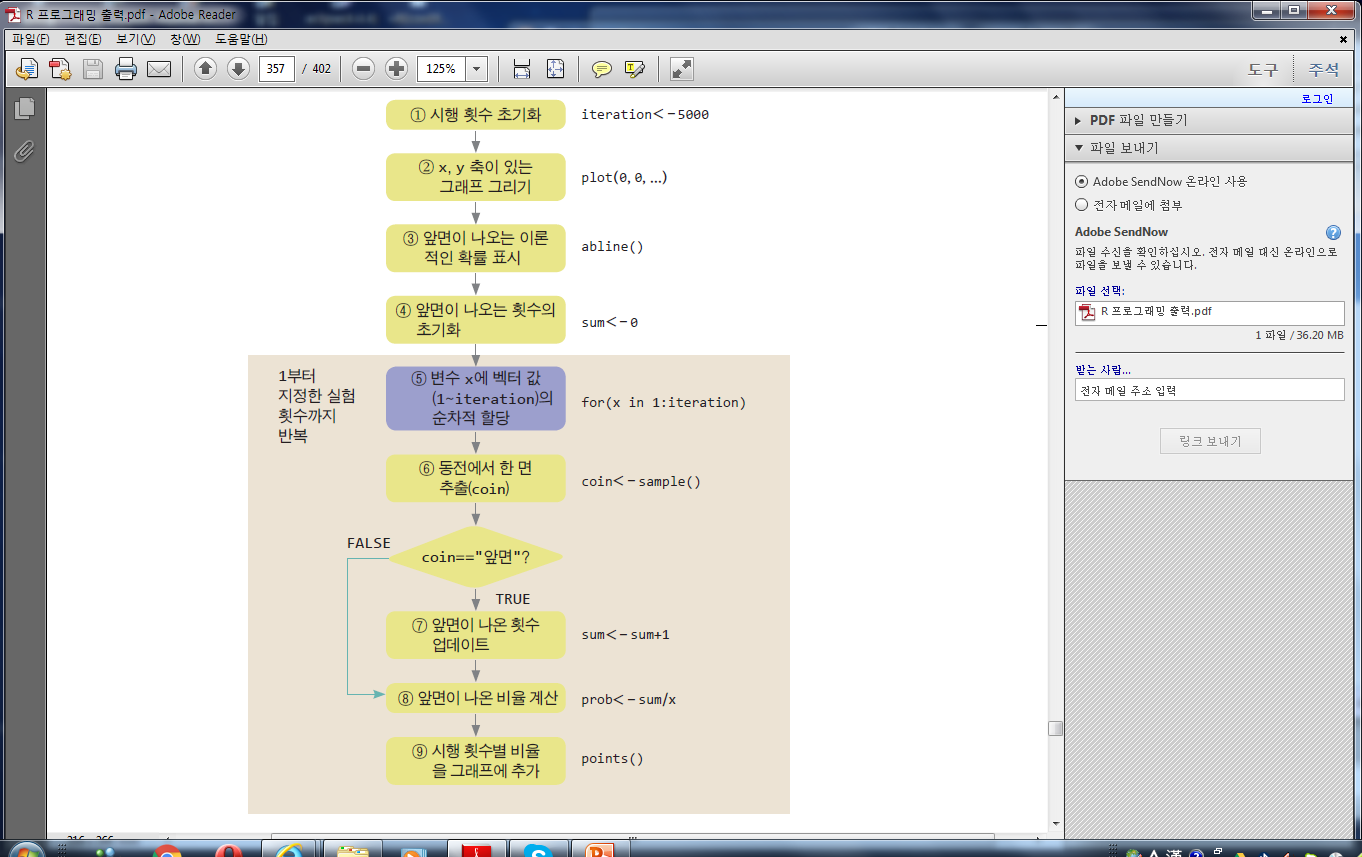 R 프로그래밍 출력.pdf - Adobe Reader
파일(F) 편집(E) 보기(V) 창(W) 도움말(H)
357 / 402 125% 도구 주석
① 시행 횟수 초기화 iteration<-5000
② x, y 축이 있는
그래프 그리기
plot(0, 0, ...)
③ 앞면이 나오는 이론
적인 확률 표시
abline()
④ 앞면이 나오는 횟수의
초기화
sum<-0
1부터
지정한 실험
횟수까지
반복
⑤ 변수 x에 벡터 값
(1~iteration)의
순차적 할당
for(x in 1:iteration)
⑥ 동전에서 한 면
추출(coin)
coin<-sample()
FALSE
coin=="앞면"?
TRUE
⑦ 앞면이 나온 횟수
업데이트
sum<-sum+1
⑧ 앞면이 나온 비율 계산 prob<-sum/x
⑨ 시행 횟수별 비율
을 그래프에 추가
points()
로그인
PDF 파일 만들기
파일 보내기
Adobe SendNow 온라인 사용
전자 메일에 첨부
Adobe SendNow
파일 수신을 확인하십시오. 전자 메일 대신 온라인으로
파일을 보낼 수 있습니다.
파일 선택:
R 프로그래밍 출력.pdf
1 파일 / 36.20 MB
받는 사람...
전자 메일 주소 입력
링크 보내기
A 漢